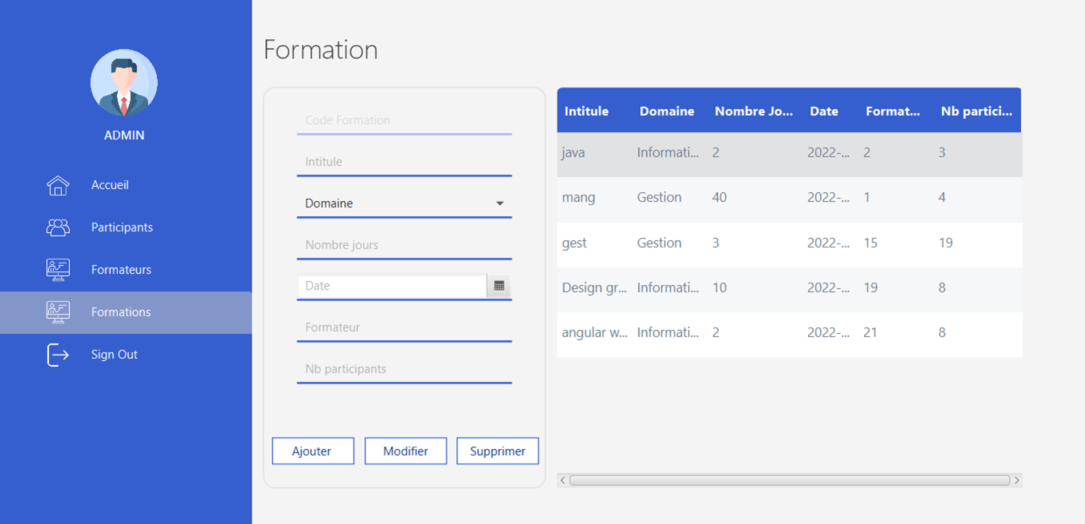 ADMIN
Accueil
Participants
Formateurs
Formations
Sign Out
Formation
Code Formation
Intitule
Domaine
Nombre jours
Date
Formateur
Nb participants
Ajouter Modifier Supprimer
Intitule Domaine Nombre Jo... Date Format... Nb partici...
java Informati... 2 2022-... 2 3
mang Gestion 40 2022-... 1 4
gest Gestion 3 2022-... 15 19
Design gr... Informati... 10 2022-... 19 8
angular w... Informati... 2 2022-... 21 8